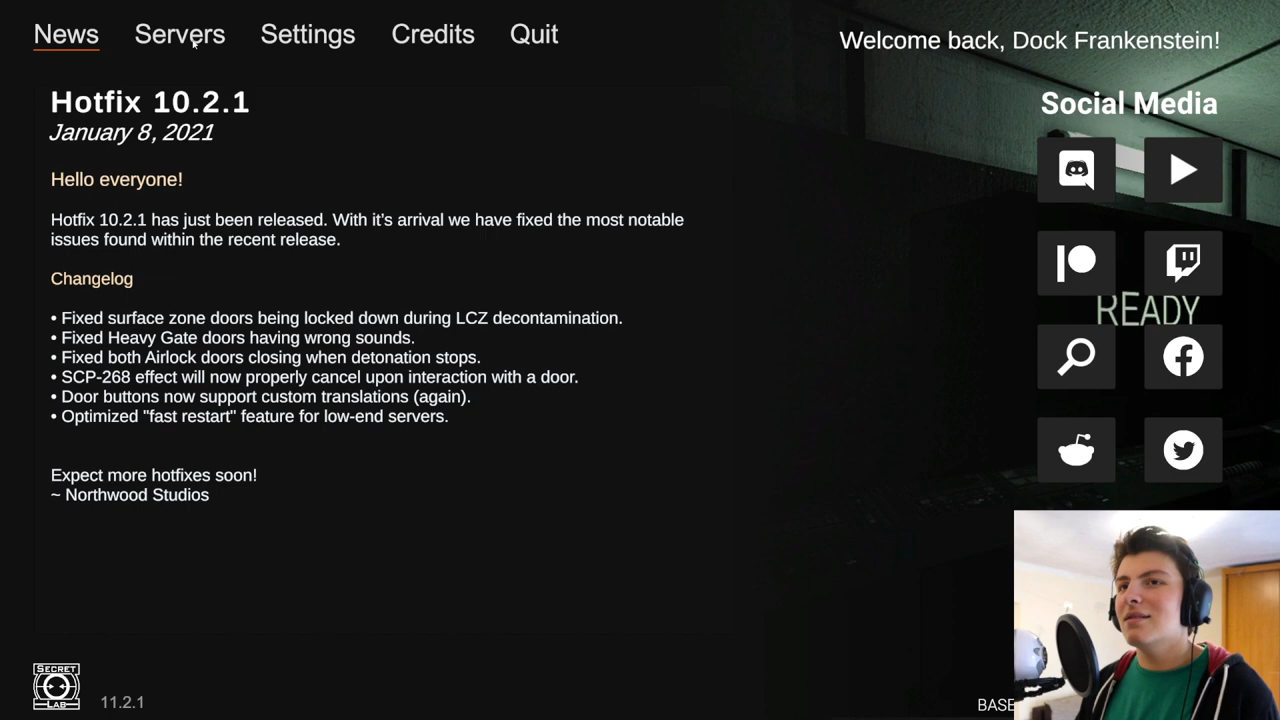 News Servers Settings Credits Quit
Welcome back, Dock Frankenstein!
Hotfix 10.2.1
January 8, 2021
Hello everyone!
Hotfix 10.2.1 has just been released. With it's arrival we have fixed the most notable
issues found within the recent release.
Changelog
• Fixed surface zone doors being locked down during LCZ decontamination.
• Fixed Heavy Gate doors having wrong sounds.
• Fixed both Airlock doors closing when detonation stops.
• SCP-268 effect will now properly cancel upon interaction with a door.
• Door buttons now support custom translations (again).
• Optimized "fast restart" feature for low-end servers.
Expect more hotfixes soon!
~ Northwood Studios
Social Media
READY
SECRET
LAB
11.2.1
BASE